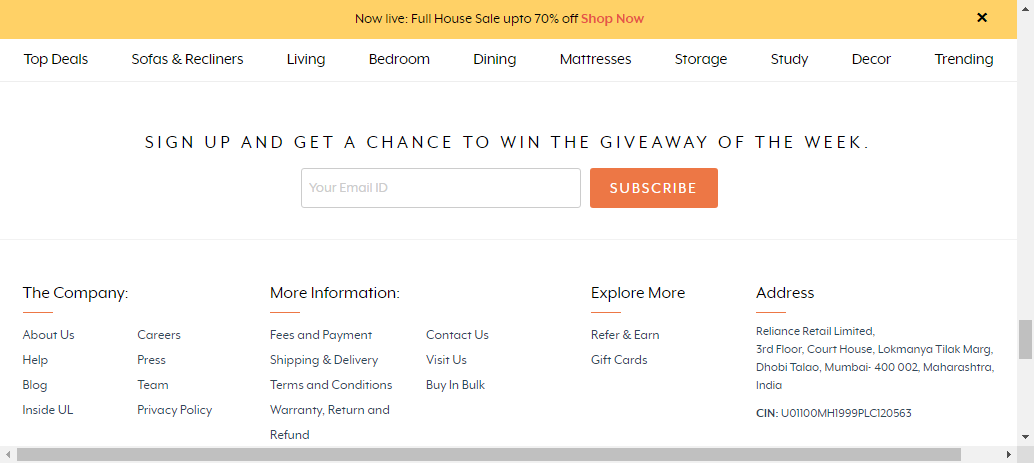 Now live: Full House Sale upto 70% off Shop Now ×
Top Deals Sofas & Recliners Living Bedroom Dining Mattresses Storage Study Decor Trending
SIGN UP AND GET A CHANCE TO WIN THE GIVEAWAY OF THE WEEK.
Your Email ID SUBSCRIBE
The Company:
About Us Careers
Help Press
Blog Team
Inside UL Privacy Policy
More Information:
Fees and Payment Contact Us
Shipping & Delivery Visit Us
Terms and Conditions Buy In Bulk
Warranty, Return and
Refund
Explore More
Refer & Earn
Gift Cards
Address
Reliance Retail Limited,
3rd Floor, Court House, Lokmanya Tilak Marg,
Dhobi Talao, Mumbai- 400 002, Maharashtra,
India
CIN: U01100MH1999PLC120563